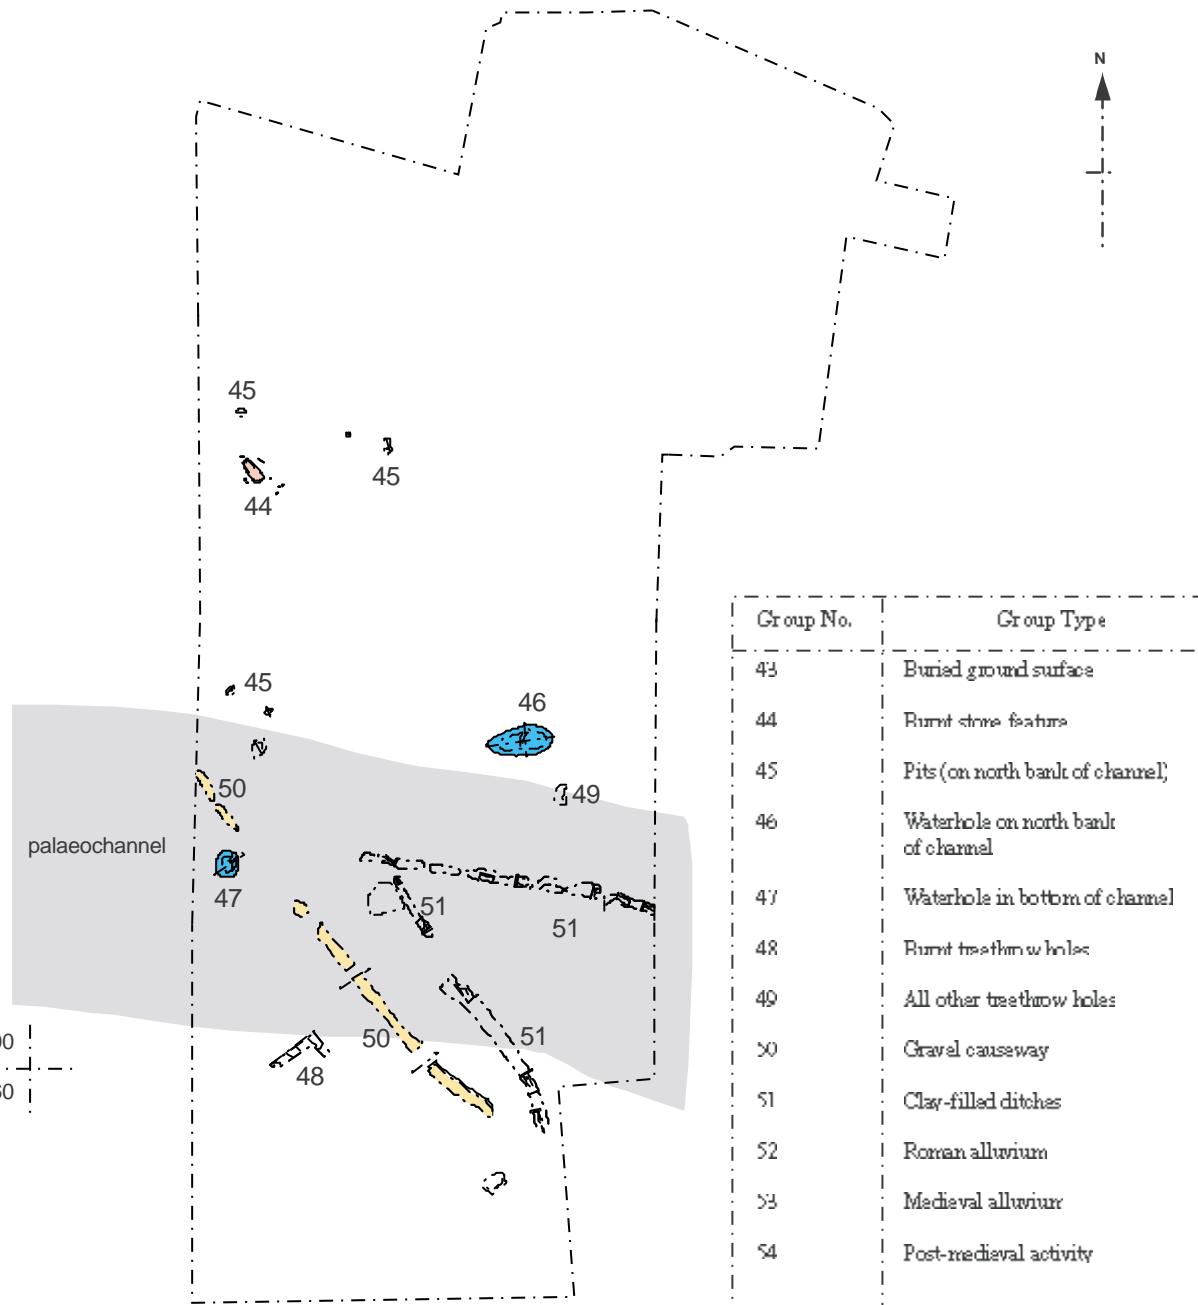 N
45
45
44
45
46
50
49
palaeochannel
47
51
51
50
51
48
00
60
Group No. Group Type
43 Buried ground surface
44 Burnt stone feature
45 Pits (on north bank of channel)
46 Waterhole on north bank
of channel
47 Waterhole in bottom of channel
48 Burnt treethrow holes
49 All other treethrow holes
50 Gravel causeway
51 Clay-filled ditches
52 Roman alluvium
53 Medieval alluvium
54 Post-medieval activity